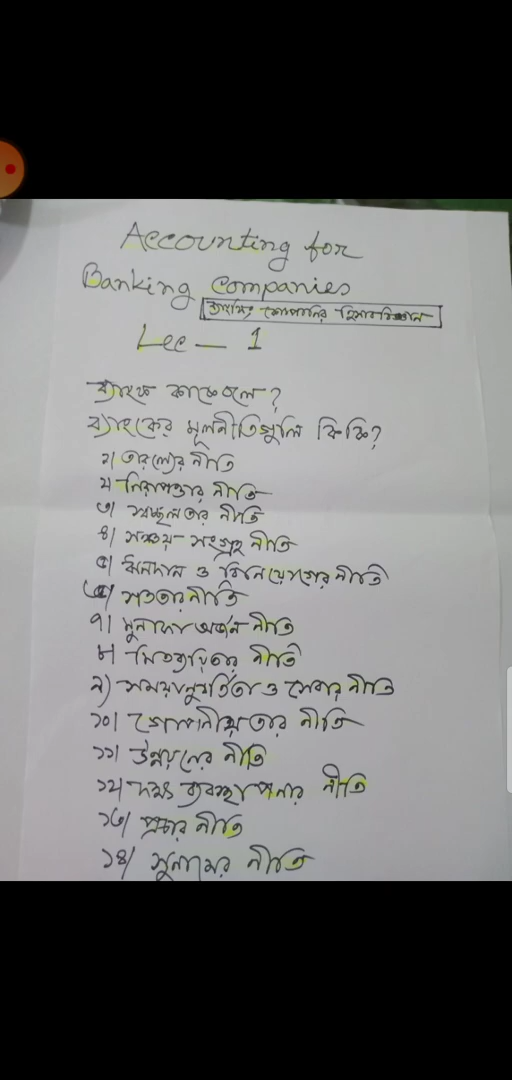 Accounting for
Banking Companies
ব্যাংকিং কোম্পানির হিসাববিজ্ঞান
Lec — 1
ব্যাংক কাকে বলে?
ব্যাংকের মূলনীতিগুলি কি কি?
১। তারল্যের নীতি
২। নিরাপত্তার নীতি
৩। স্বচ্ছলতার নীতি
৪। সঞ্চয় সংগ্রহ নীতি
৫। ঋনদান ও বিনিয়োগের নীতি
৬। সততার নীতি
৭। মুনাফা অর্জন নীতি
৮। মিতব্যয়িতার নীতি
৯) সময়ানুবর্তিতা ও সেবার নীতি
১০। গোপনীয়তার নীতি
১১। উন্নয়নের নীতি
১২। দক্ষ ব্যবস্থাপনার নীতি
১৩। প্রচার নীতি
১৪। সুনামের নীতি